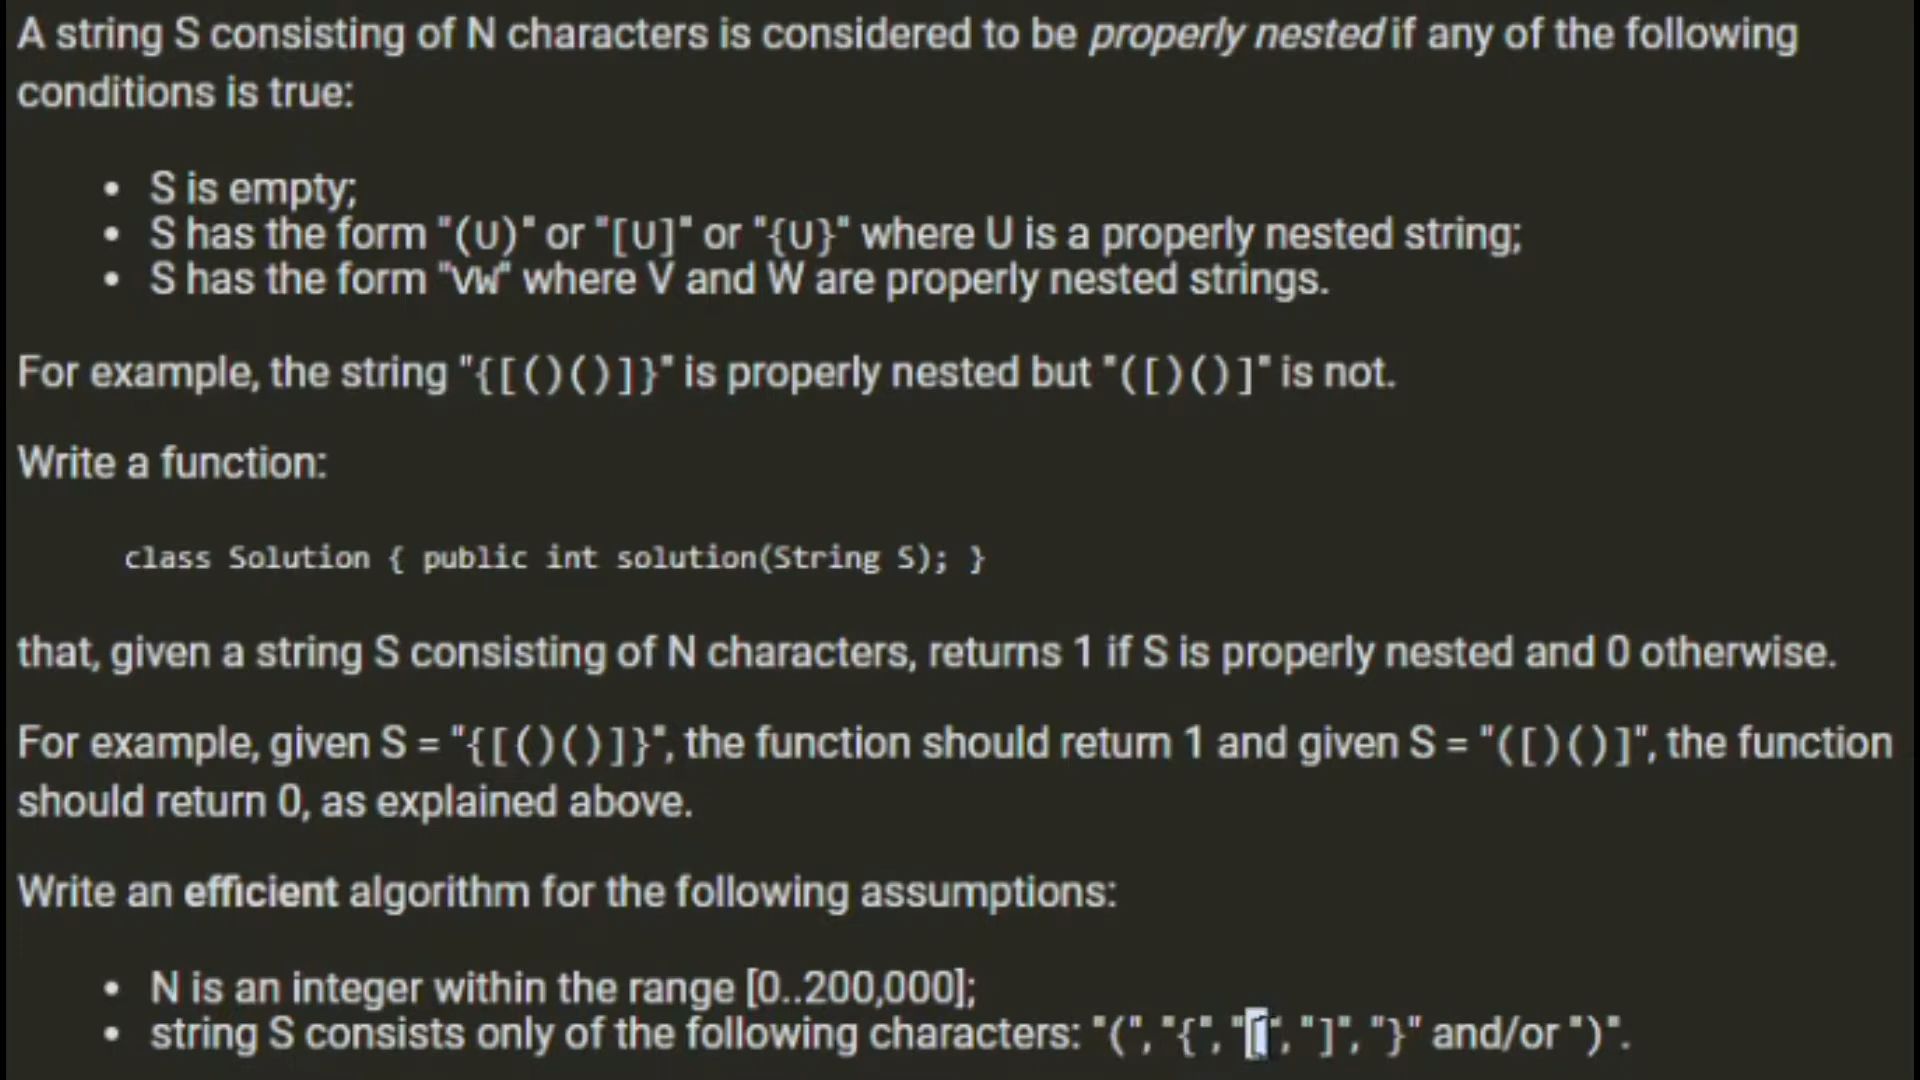 A string S consisting of N characters is considered to be properly nested if any of the following
conditions is true:
• S is empty;
• S has the form "(U)" or "[U]" or "{U}" where U is a properly nested string;
• S has the form "VW" where V and W are properly nested strings.
For example, the string "{[()()]}" is properly nested but "([)()]" is not.
Write a function:
class Solution { public int solution(String S); }
that, given a string S consisting of N characters, returns 1 if S is properly nested and 0 otherwise.
For example, given S = "{[()()]}", the function should return 1 and given S = "([)()]", the function
should return 0, as explained above.
Write an efficient algorithm for the following assumptions:
• N is an integer within the range [0..200,000];
• string S consists only of the following characters: "(", "{", "[", "]", "}" and/or ")".